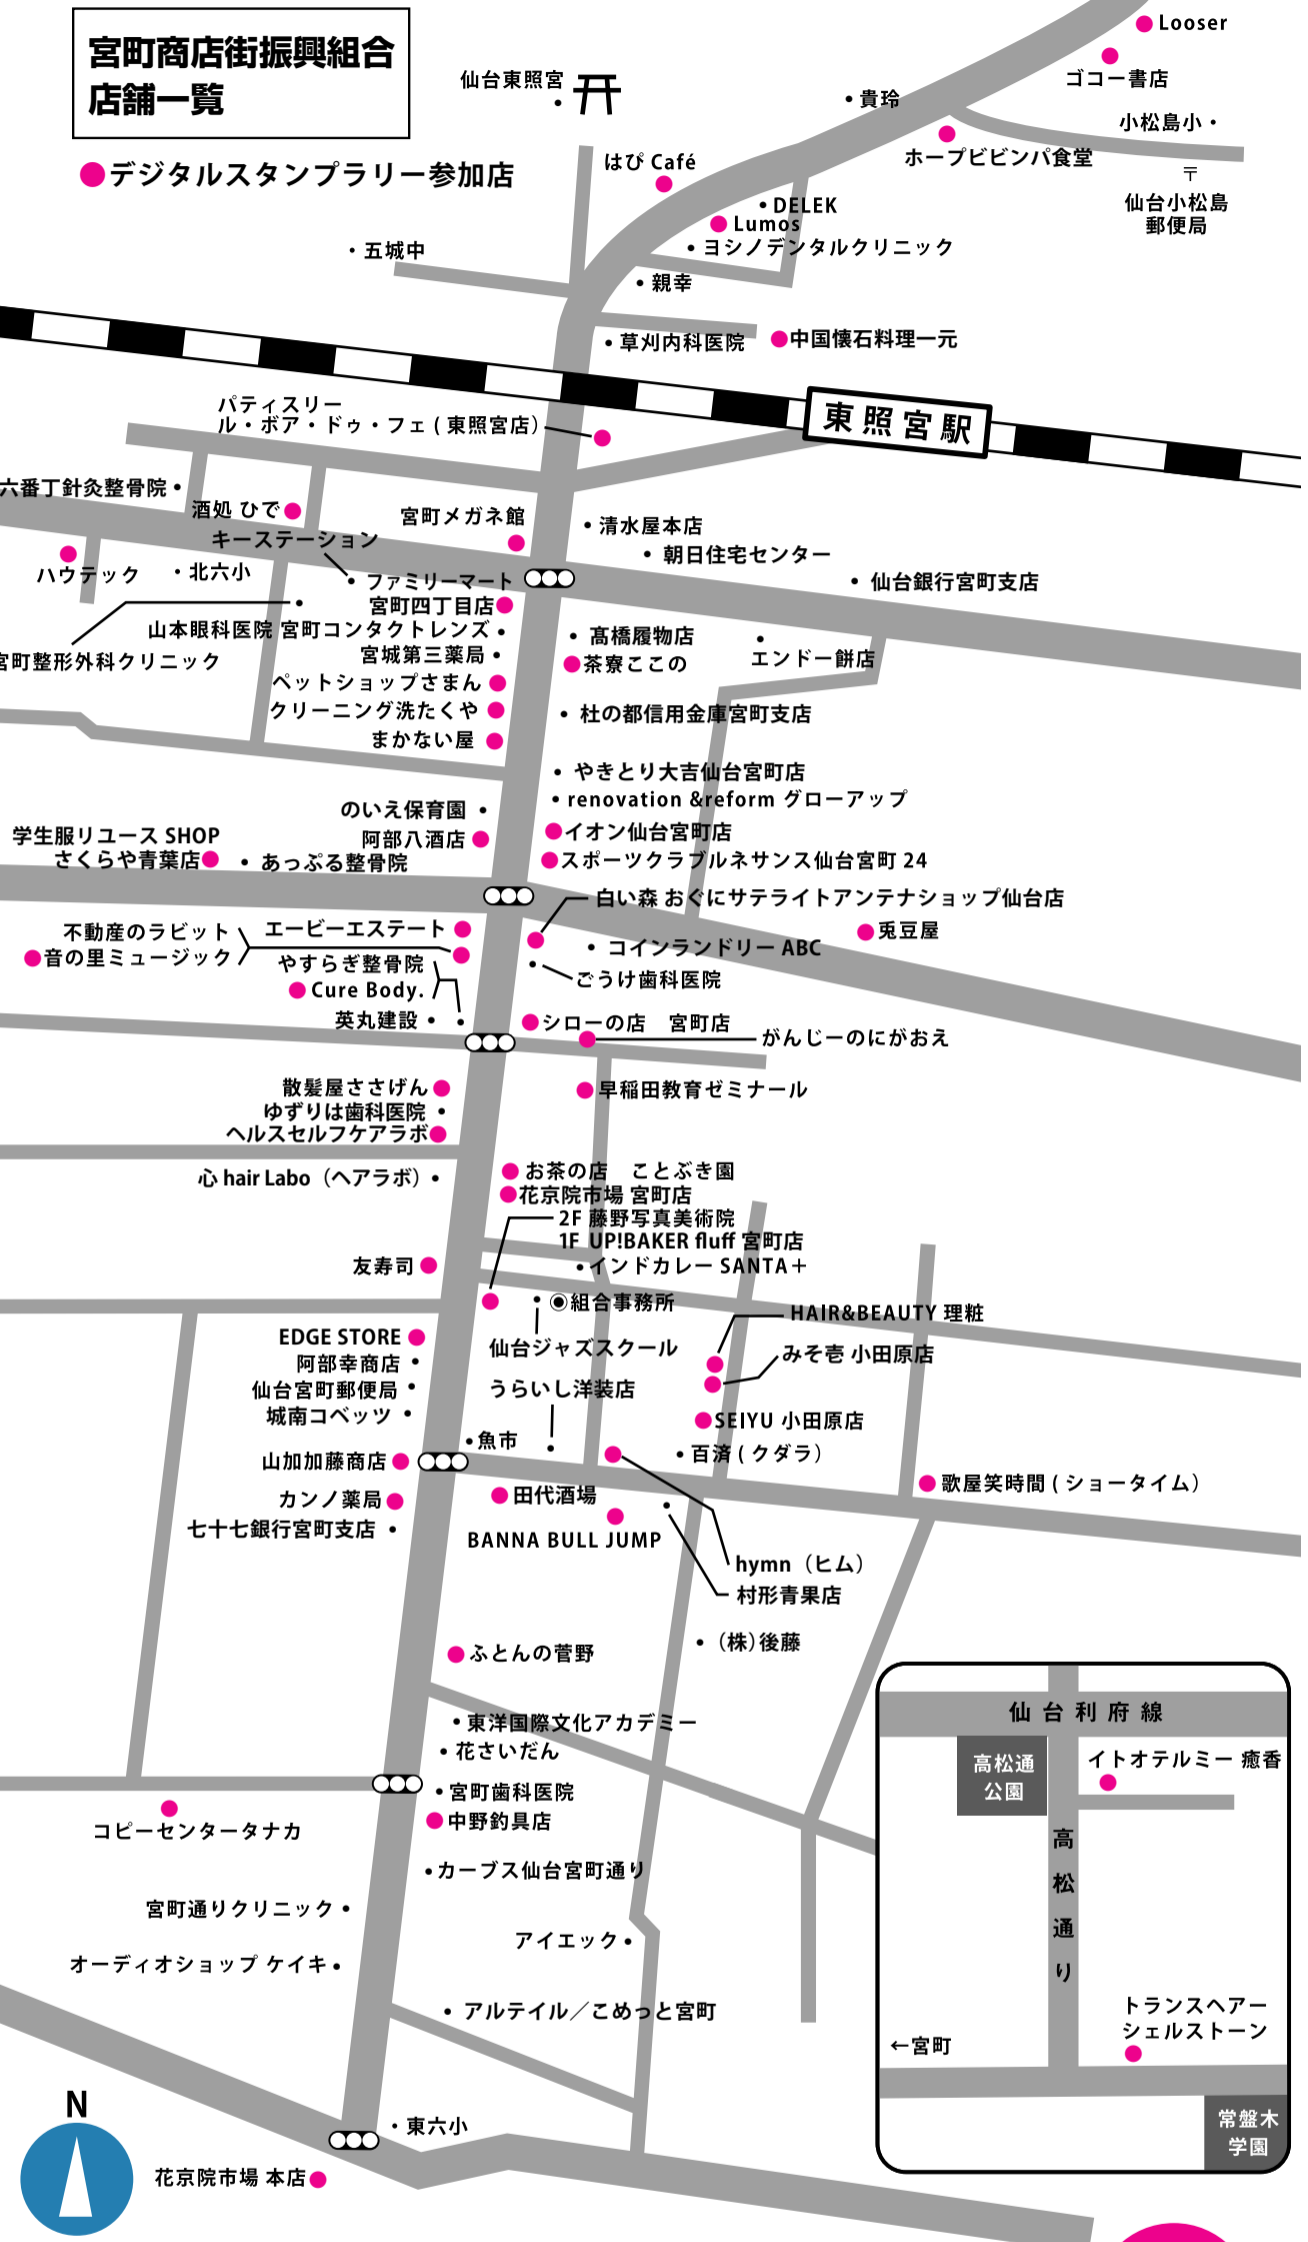 宮町商店街振興組合
店舗一覧
デジタルスタンプラリー参加店
仙台東照宮
Looser
ゴコー書店
貴玲
小松島小
ホープビビンパ食堂
〒
仙台小松島
郵便局
はぴ Café
DELEK
Lumos
ヨシノデンタルクリニック
五城中
親幸
草刈内科医院
中国懐石料理一元
東照宮駅
パティスリー
ル・ボア・ドゥ・フェ ( 東照宮店）
六番丁針灸整骨院
酒処 ひで
宮町メガネ館
清水屋本店
キーステーション
朝日住宅センター
ハウテック
北六小
ファミリーマート
宮町四丁目店
仙台銀行宮町支店
山本眼科医院 宮町コンタクトレンズ
髙橋履物店
宮町整形外科クリニック
宮城第三薬局
茶寮ここの
エンドー餅店
ペットショップさまん
クリーニング洗たくや
杜の都信用金庫宮町支店
まかない屋
やきとり大吉仙台宮町店
renovation &reform グローアップ
のいえ保育園
阿部八酒店
イオン仙台宮町店
学生服リユース SHOP
さくらや青葉店
あっぷる整骨院
スポーツクラブルネサンス仙台宮町 24
白い森 おぐにサテライトアンテナショップ仙台店
不動産のラビット
エービーエステート
兎豆屋
音の里ミュージック
コインランドリー ABC
やすらぎ整骨院
ごうけ歯科医院
Cure Body.
英丸建設
シローの店　宮町店
がんじーのにがおえ
散髪屋ささげん
早稲田教育ゼミナール
ゆずりは歯科医院
ヘルスセルフケアラボ
心 hair Labo（ヘアラボ）
お茶の店　ことぶき園
花京院市場 宮町店
2F 藤野写真美術院
1F UP!BAKER fluff 宮町店
友寿司
インドカレー SANTA＋
組合事務所
HAIR&BEAUTY 理粧
EDGE STORE
仙台ジャズスクール
みそ壱 小田原店
阿部幸商店
仙台宮町郵便局
うらいし洋装店
城南コベッツ
SEIYU 小田原店
魚市
百済 ( クダラ）
山加加藤商店
歌屋笑時間 ( ショータイム）
カンノ薬局
田代酒場
七十七銀行宮町支店
BANNA BULL JUMP
hymn（ヒム）
村形青果店
（株）後藤
ふとんの菅野
東洋国際文化アカデミー
花さいだん
宮町歯科医院
中野釣具店
コピーセンタータナカ
カーブス仙台宮町通り
宮町通りクリニック
アイエック
オーディオショップ ケイキ
アルテイル／こめっと宮町
東六小
花京院市場 本店
N
仙台利府線
高松通
公園
イトオテルミー 癒香
高松通り
トランスヘアー
シェルストーン
←宮町
常盤木
学園